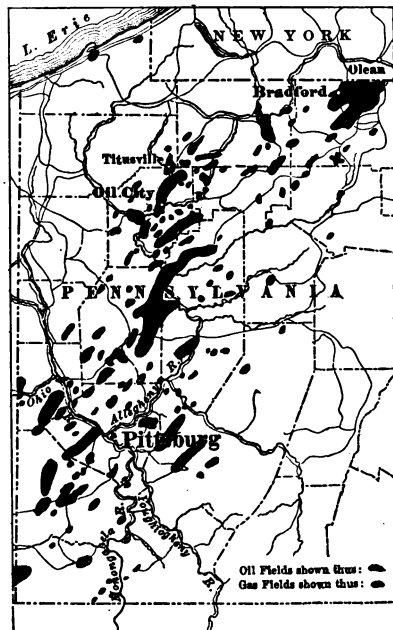 L. Erie
NEW YORK
Olean
Bradford
Titusville
Oil City
PENNSYLVANIA
Ohio
Allegheny R.
Pittsburg
Monongahela R.
Youghiogheny R.
Oil Fields shown thus:
Gas Fields shown thus: